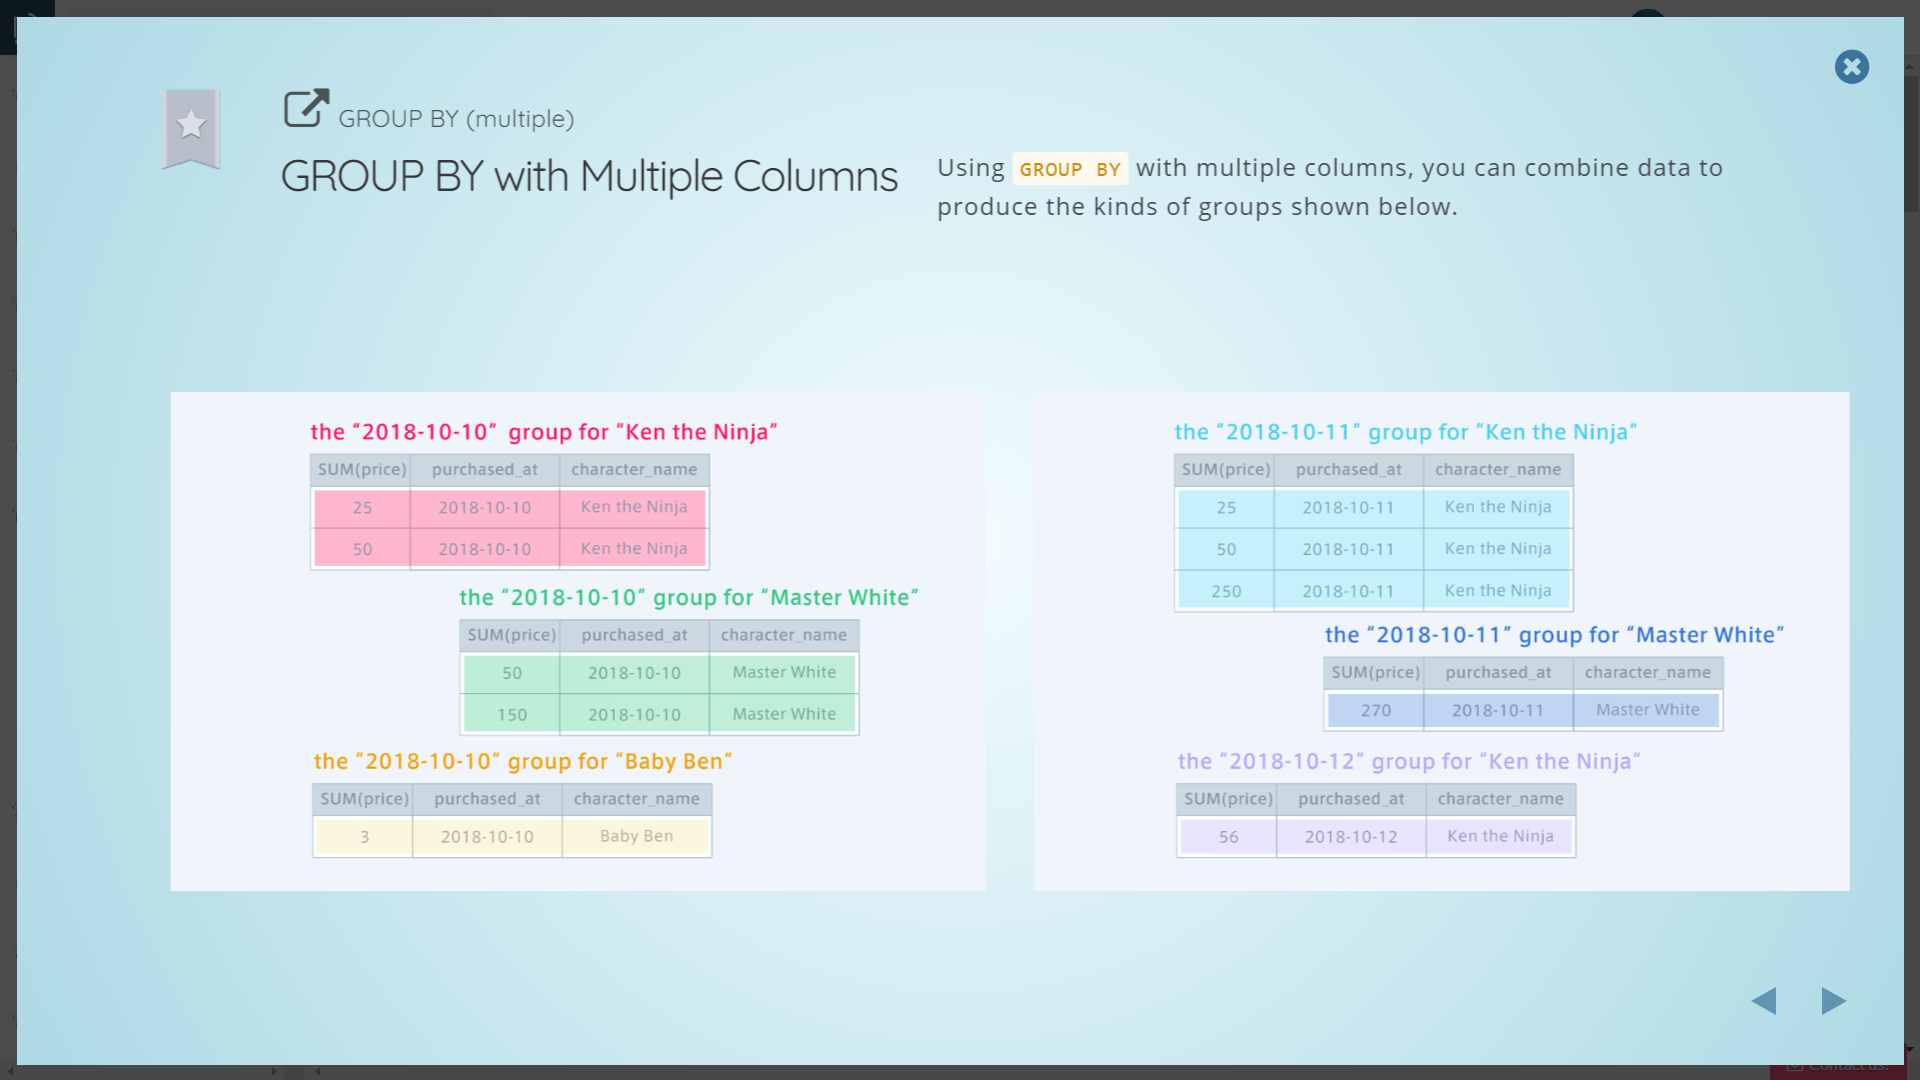 GROUP BY (multiple)
GROUP BY with Multiple Columns
Using GROUP BY with multiple columns, you can combine data to
produce the kinds of groups shown below.
the “2018-10-10” group for “Ken the Ninja”
SUM(price) purchased_at character_name
25 2018-10-10 Ken the Ninja
50 2018-10-10 Ken the Ninja
the “2018-10-10” group for “Master White”
SUM(price) purchased_at character_name
50 2018-10-10 Master White
150 2018-10-10 Master White
the “2018-10-10” group for “Baby Ben”
SUM(price) purchased_at character_name
3 2018-10-10 Baby Ben
the “2018-10-11” group for “Ken the Ninja”
SUM(price) purchased_at character_name
25 2018-10-11 Ken the Ninja
50 2018-10-11 Ken the Ninja
250 2018-10-11 Ken the Ninja
the “2018-10-11” group for “Master White”
SUM(price) purchased_at character_name
270 2018-10-11 Master White
the “2018-10-12” group for “Ken the Ninja”
SUM(price) purchased_at character_name
56 2018-10-12 Ken the Ninja
Contact us!